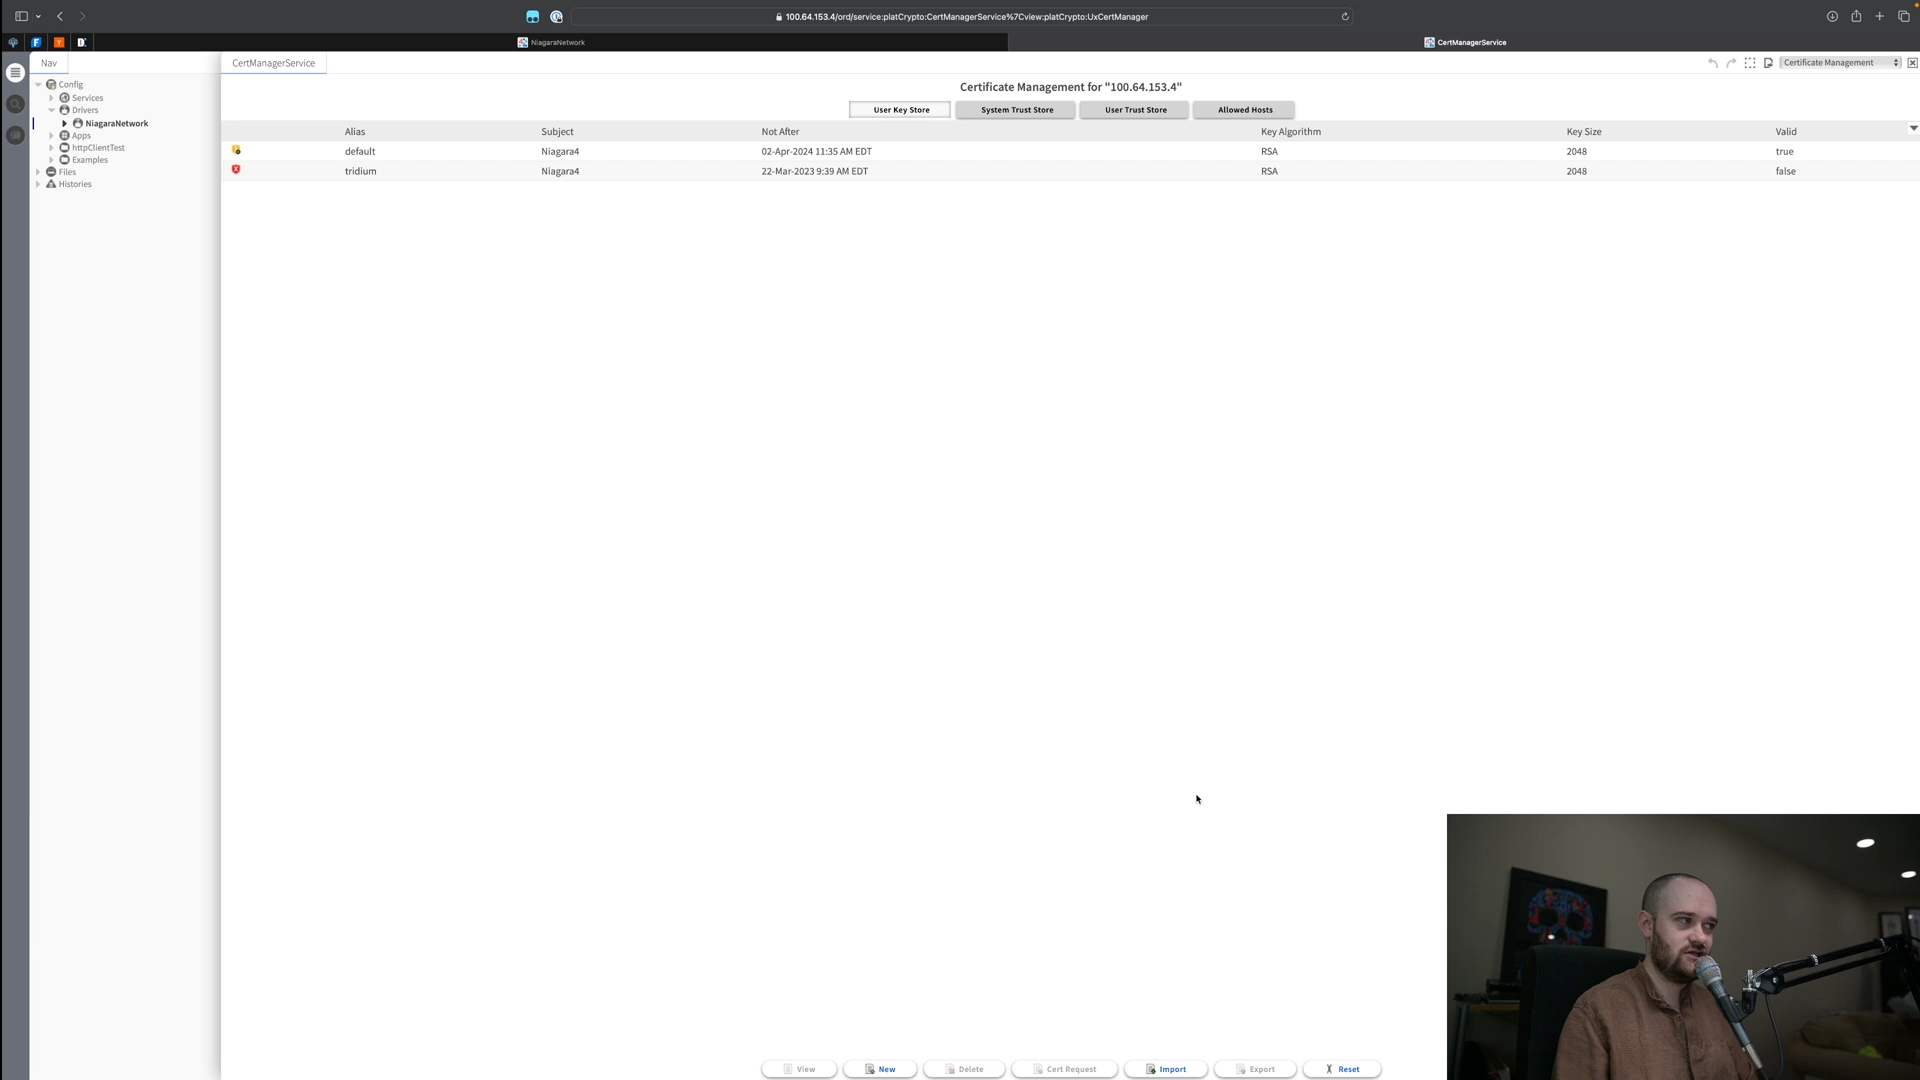 100.64.153.4/ord/service:platCrypto:CertManagerService%7Cview:platCrypto:UxCertManager
NiagaraNetwork
CertManagerService
Nav
CertManagerService
Certificate Management
Config
Services
Drivers
NiagaraNetwork
Apps
httpClientTest
Examples
Files
Histories
Certificate Management for "100.64.153.4"
User Key Store
System Trust Store
User Trust Store
Allowed Hosts
Alias Subject Not After Key Algorithm Key Size Valid
default Niagara4 02-Apr-2024 11:35 AM EDT RSA 2048 true
tridium Niagara4 22-Mar-2023 9:39 AM EDT RSA 2048 false
View
New
Delete
Cert Request
Import
Export
Reset